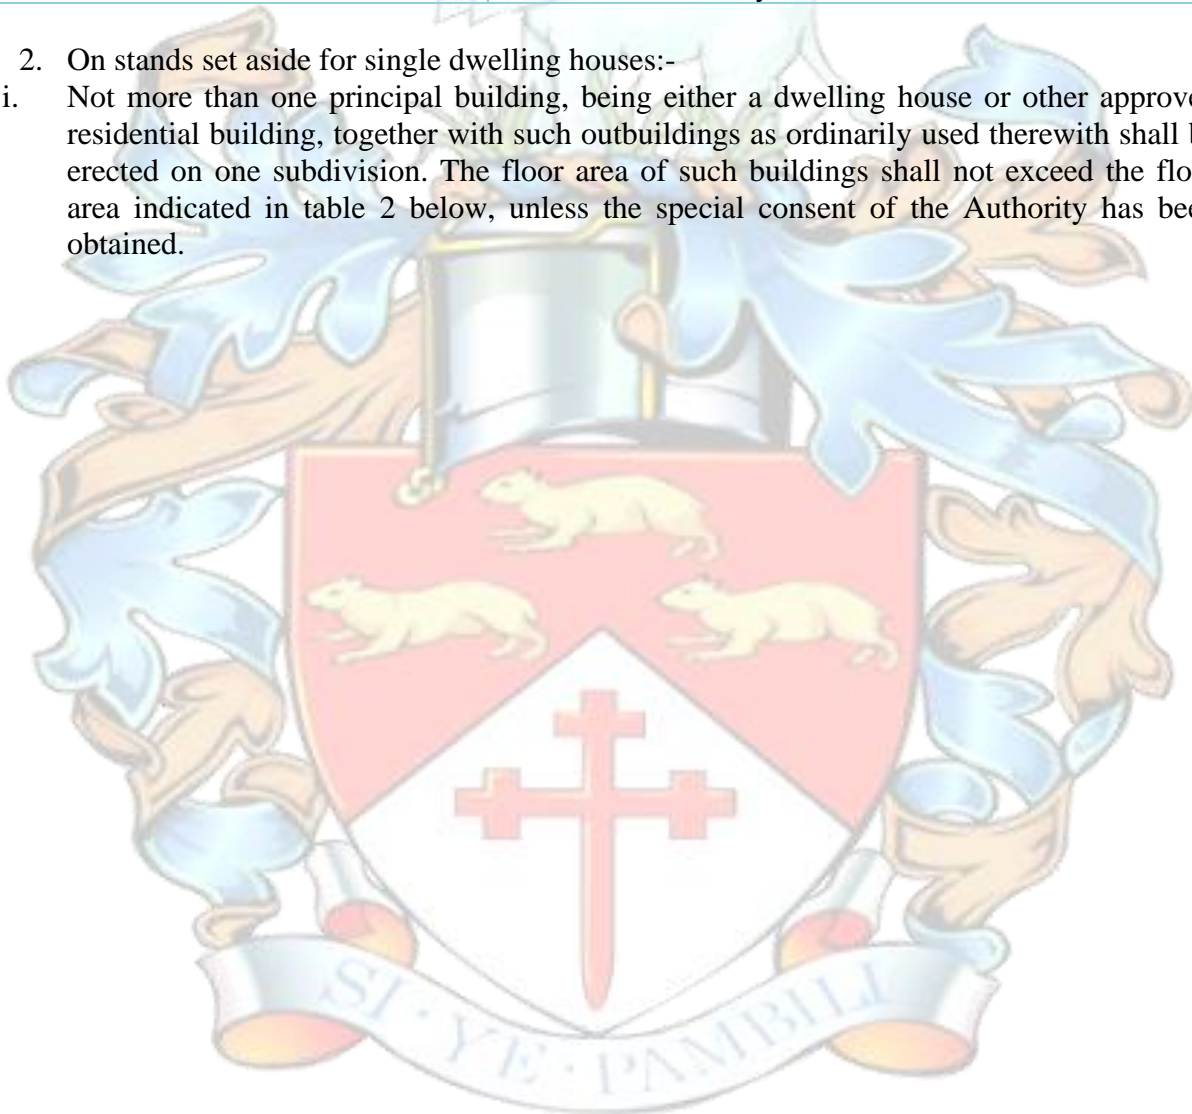 2. On stands set aside for single dwelling houses:-
i. Not more than one principal building, being either a dwelling house or other approve
residential building, together with such outbuildings as ordinarily used therewith shall b
erected on one subdivision. The floor area of such buildings shall not exceed the flo
area indicated in table 2 below, unless the special consent of the Authority has bee
obtained.
SI · YE · PAMBILI